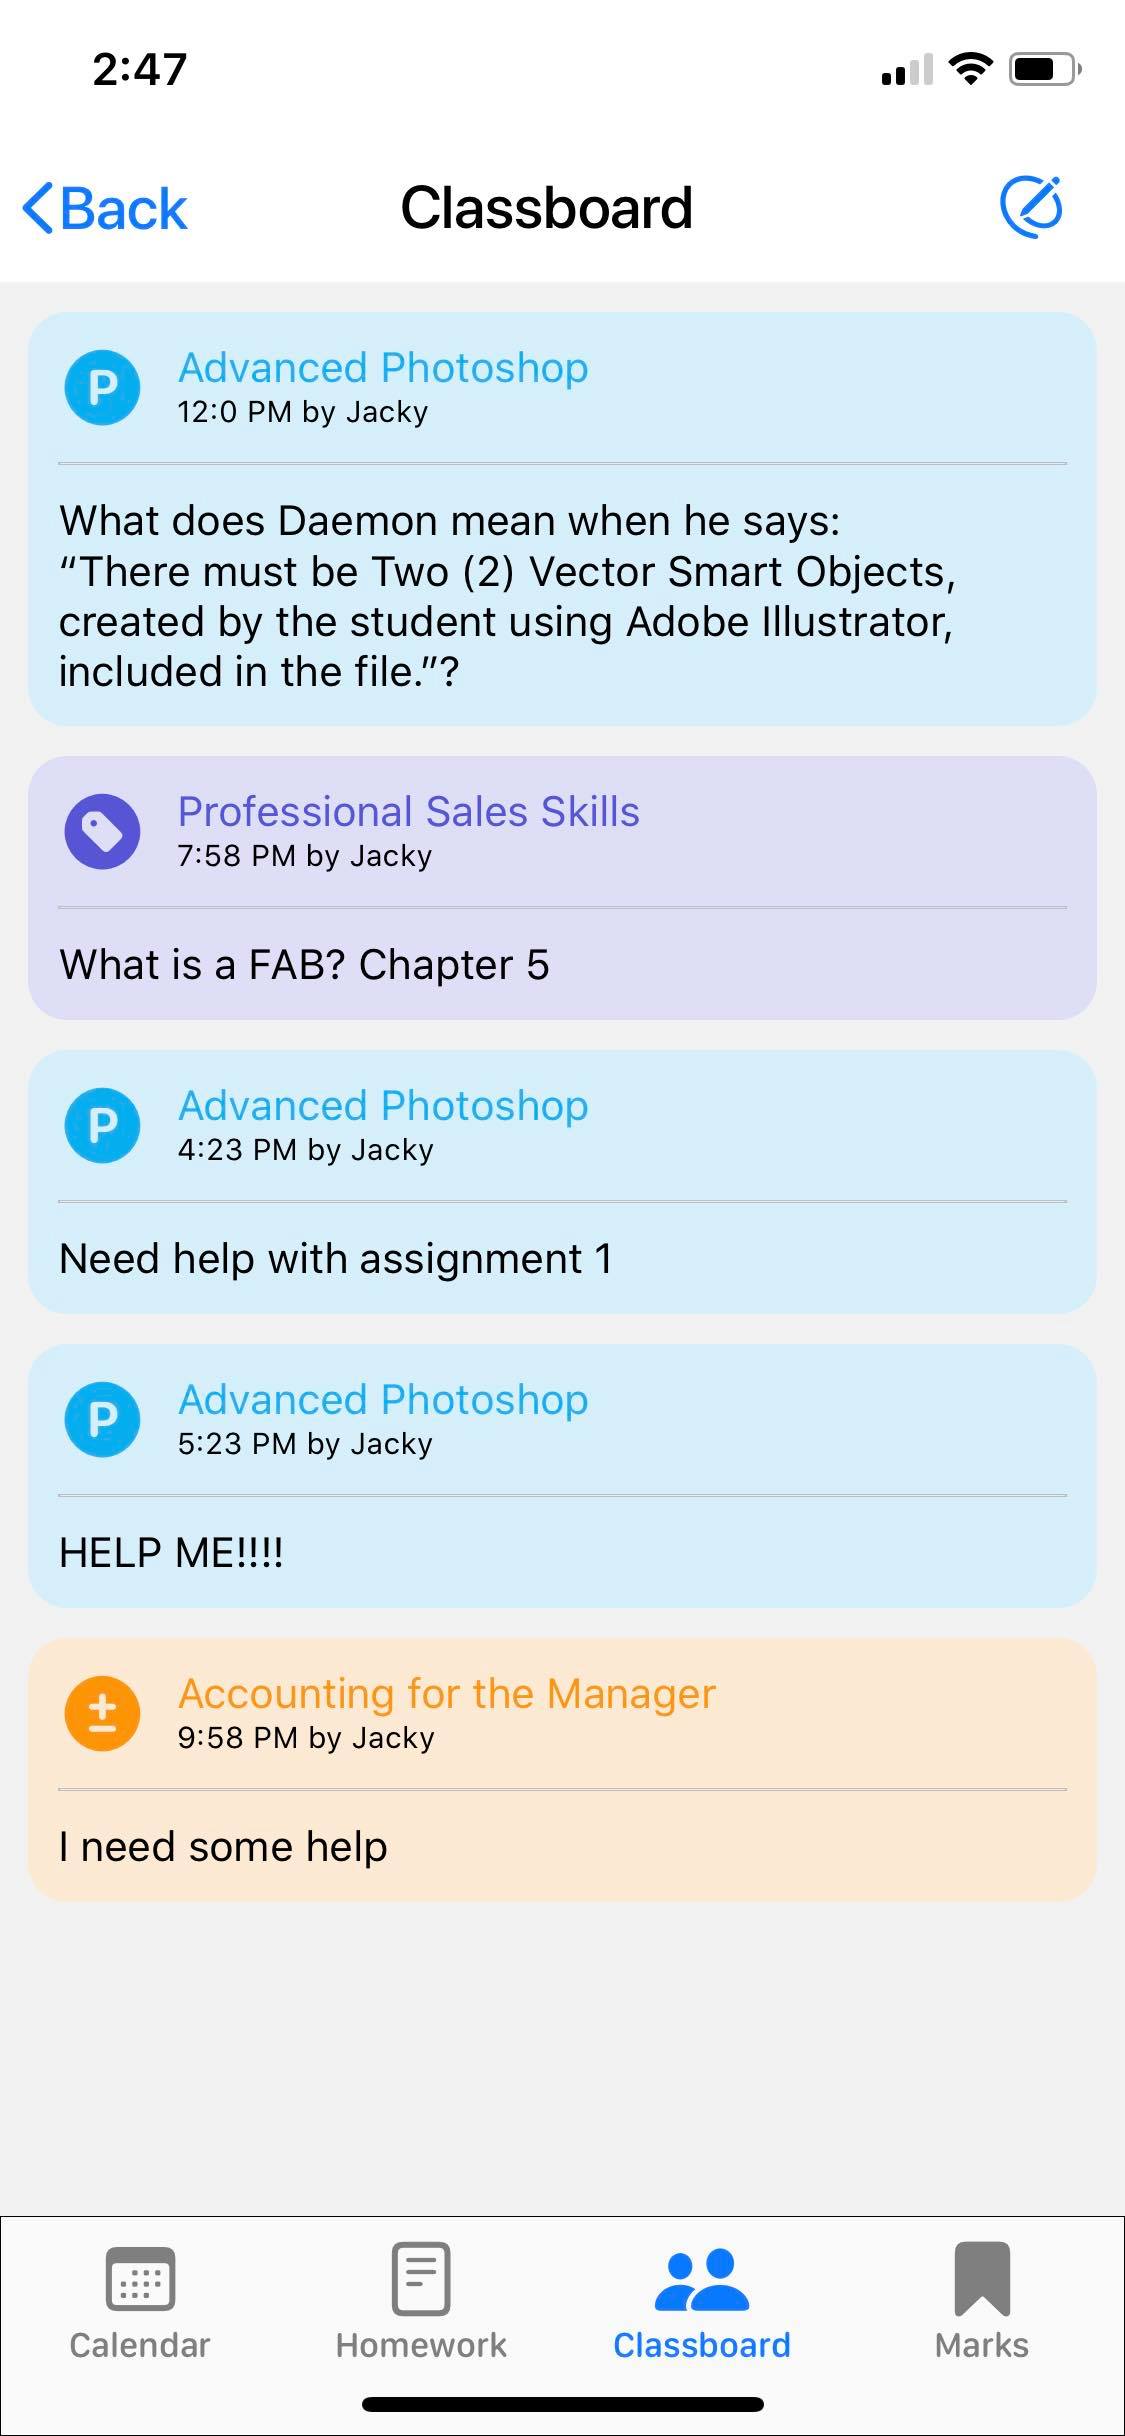 2:47
Back
Classboard
P
Advanced Photoshop
12:0 PM by Jacky
What does Daemon mean when he says:
“There must be Two (2) Vector Smart Objects,
created by the student using Adobe Illustrator,
included in the file.”?
Professional Sales Skills
7:58 PM by Jacky
What is a FAB? Chapter 5
P
Advanced Photoshop
4:23 PM by Jacky
Need help with assignment 1
P
Advanced Photoshop
5:23 PM by Jacky
HELP ME!!!!
Accounting for the Manager
9:58 PM by Jacky
I need some help
Calendar
Homework
Classboard
Marks